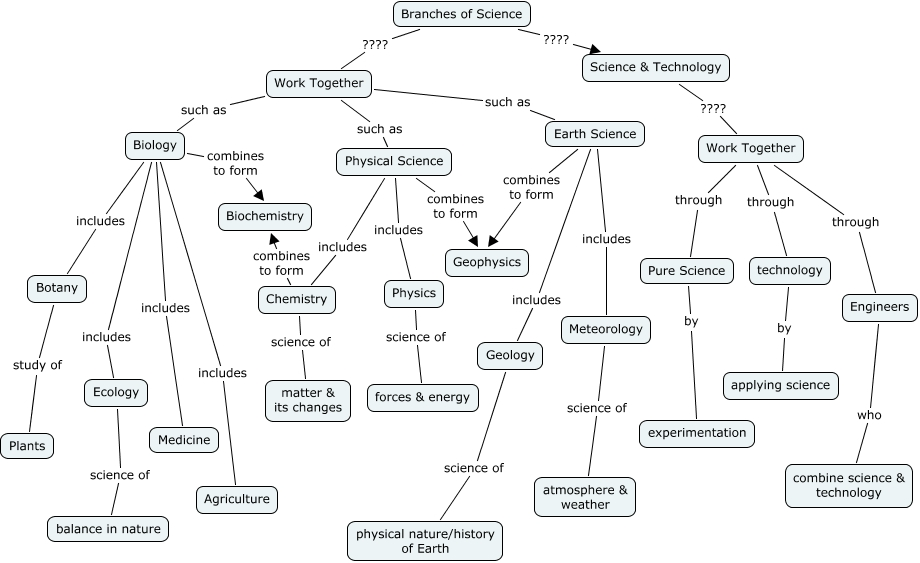 Branches of Science
????
????
Science & Technology
Work Together
such as
such as
such as
????
Biology
Physical Science
Earth Science
Work Together
combines
to form
combines
to form
combines
to form
through
through
through
includes
Biochemistry
includes
includes
includes
combines
to form
Geophysics
Pure Science
technology
Botany
Chemistry
Physics
Engineers
includes
includes
includes
science of
science of
Meteorology
by
by
study of
Geology
includes
Ecology
matter &
its changes
forces & energy
applying science
science of
who
Plants
Medicine
experimentation
science of
science of
Agriculture
atmosphere &
weather
combine science &
technology
balance in nature
physical nature/history
of Earth